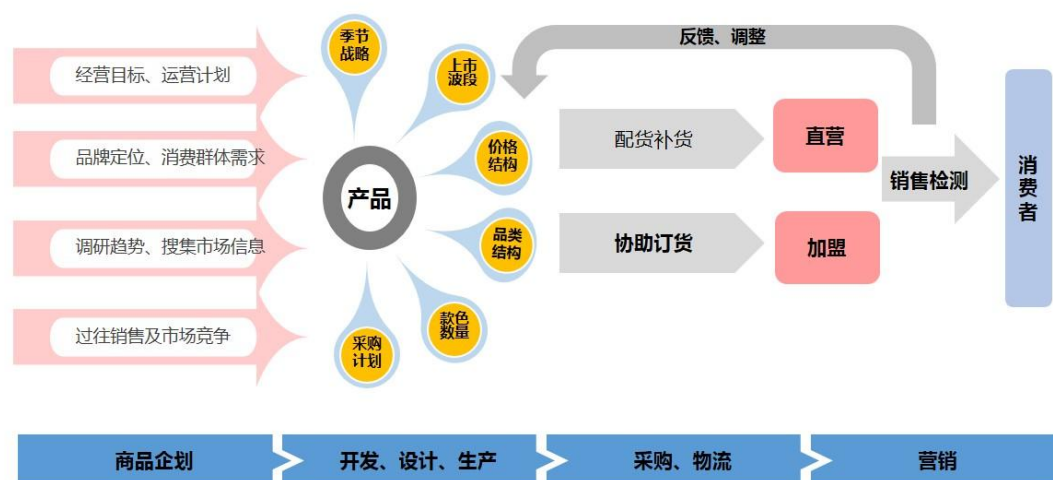 季节
战略
反馈、调整
上市
波段
经营目标、运营计划
价格
结构
配货补货
直营
品牌定位、消费群体需求
产品
销售检测
消
费
者
品类
结构
协助订货
加盟
调研趋势、搜集市场信息
款色
数量
过往销售及市场竞争
采购
计划
商品企划
开发、设计、生产
采购、物流
营销